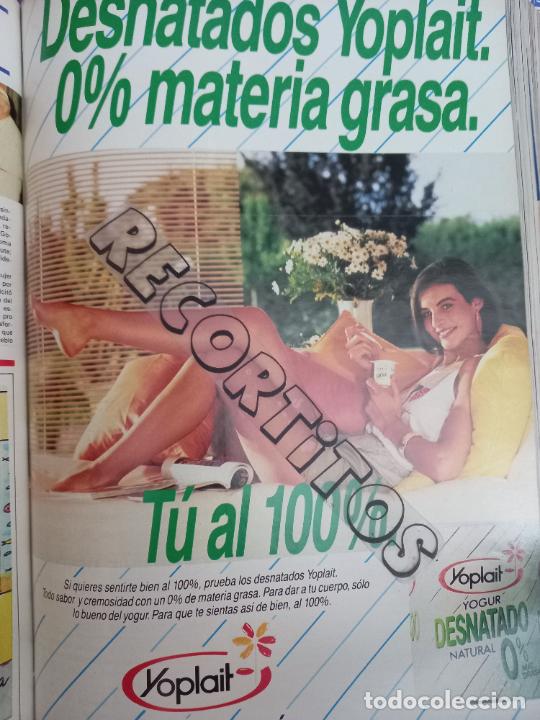 Desnatados Yoplait.
0% materia grasa.
RECORTITOS
Tú al 100%.
Si quieres sentirte bien al 100%, prueba los desnatados Yoplait.
Todo sabor y cremosidad con un 0% de materia grasa. Para dar a tu cuerpo, sólo
lo bueno del yogur. Para que te sientas así de bien, al 100%.
Yoplait
Yoplait
YOGUR
DESNATADO
NATURAL
0%
todocoleccion.net